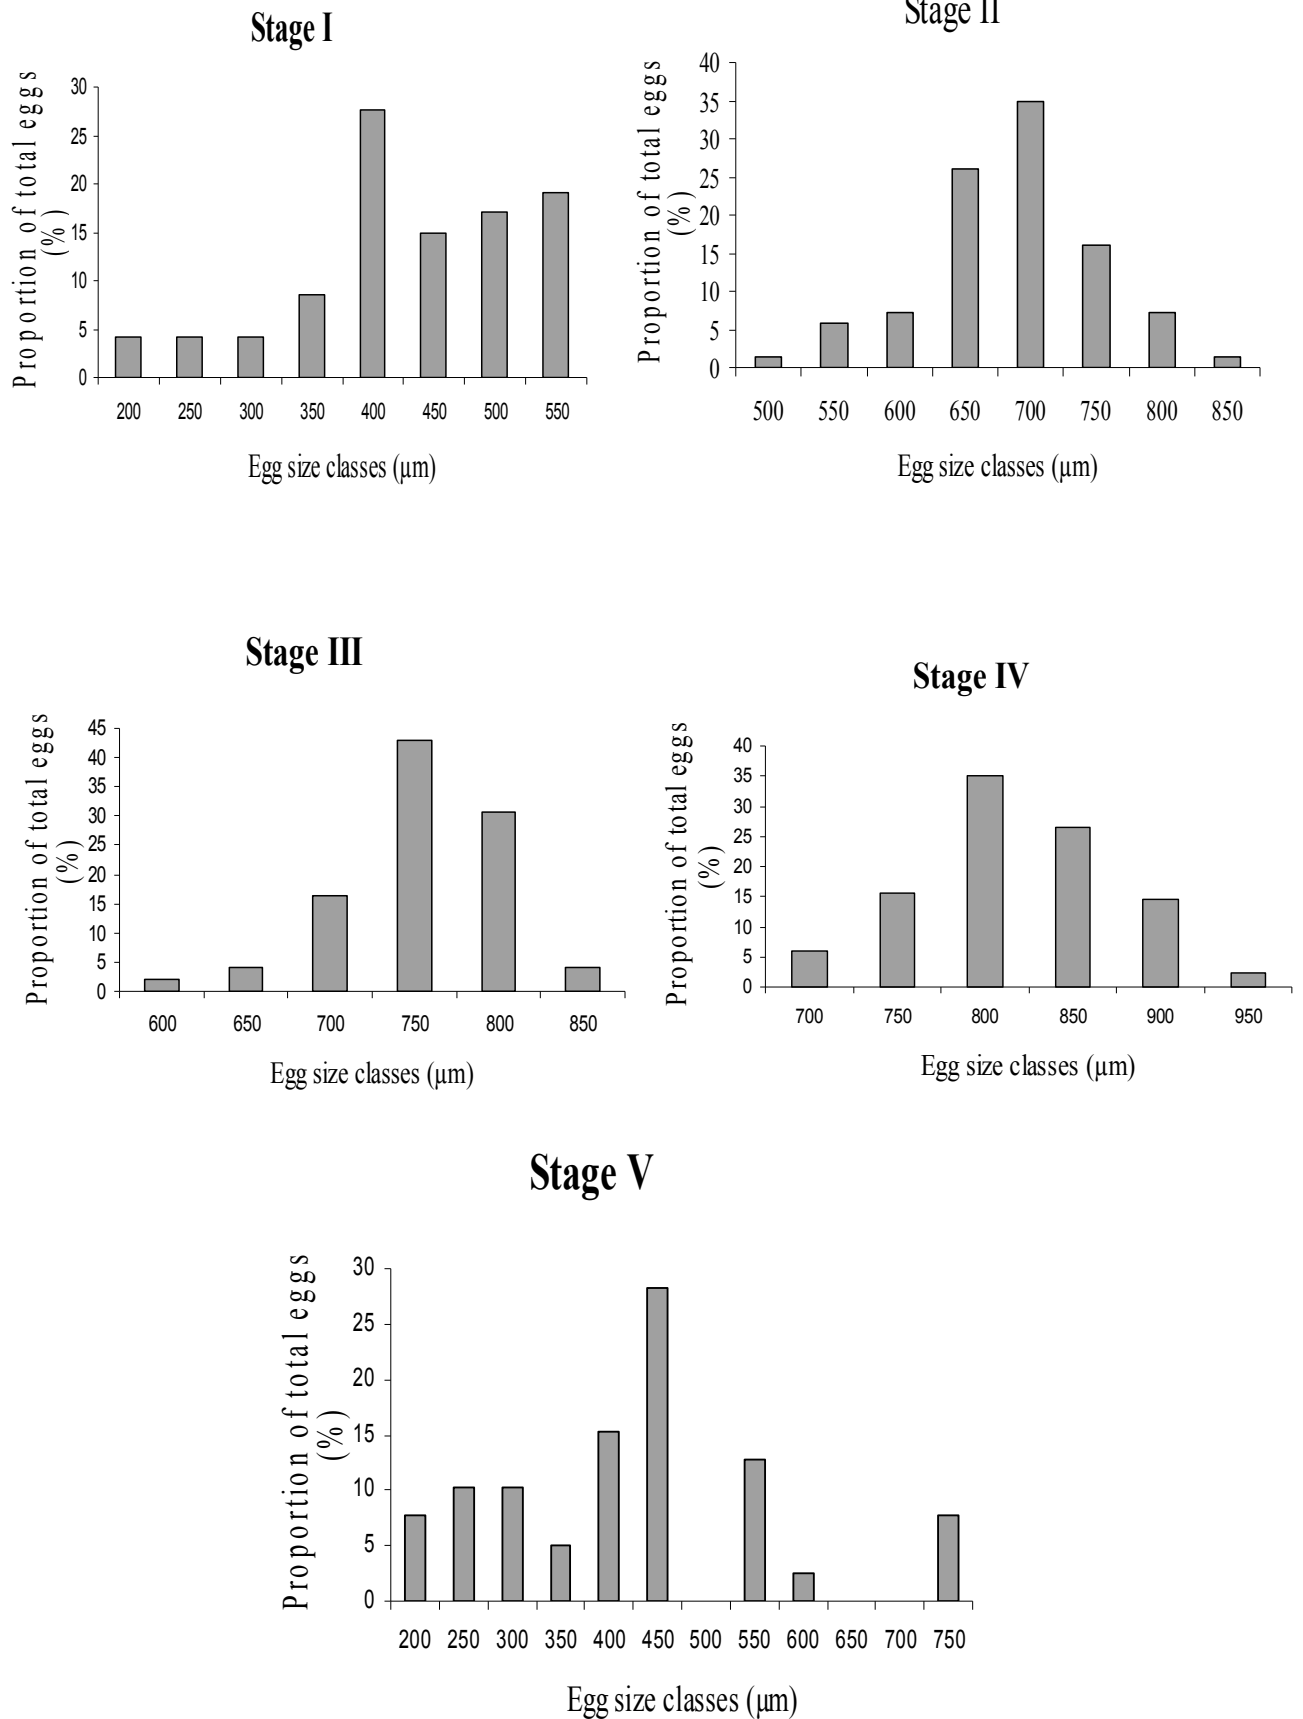 Stage I
Proportion of total eggs
(%)
30
25
20
15
10
5
0
200 250 300 350 400 450 500 550
Egg size classes (µm)
Stage II
Proportion of total eggs
(%)
40
35
30
25
20
15
10
5
0
500 550 600 650 700 750 800 850
Egg size classes (µm)
Stage III
Proportion of total eggs
(%)
45
40
35
30
25
20
15
10
5
0
600 650 700 750 800 850
Egg size classes (µm)
Stage IV
Proportion of total eggs
(%)
40
35
30
25
20
15
10
5
0
700 750 800 850 900 950
Egg size classes (µm)
Stage V
Proportion of total eggs
(%)
30
25
20
15
10
5
0
200 250 300 350 400 450 500 550 600 650 700 750
Egg size classes (µm)